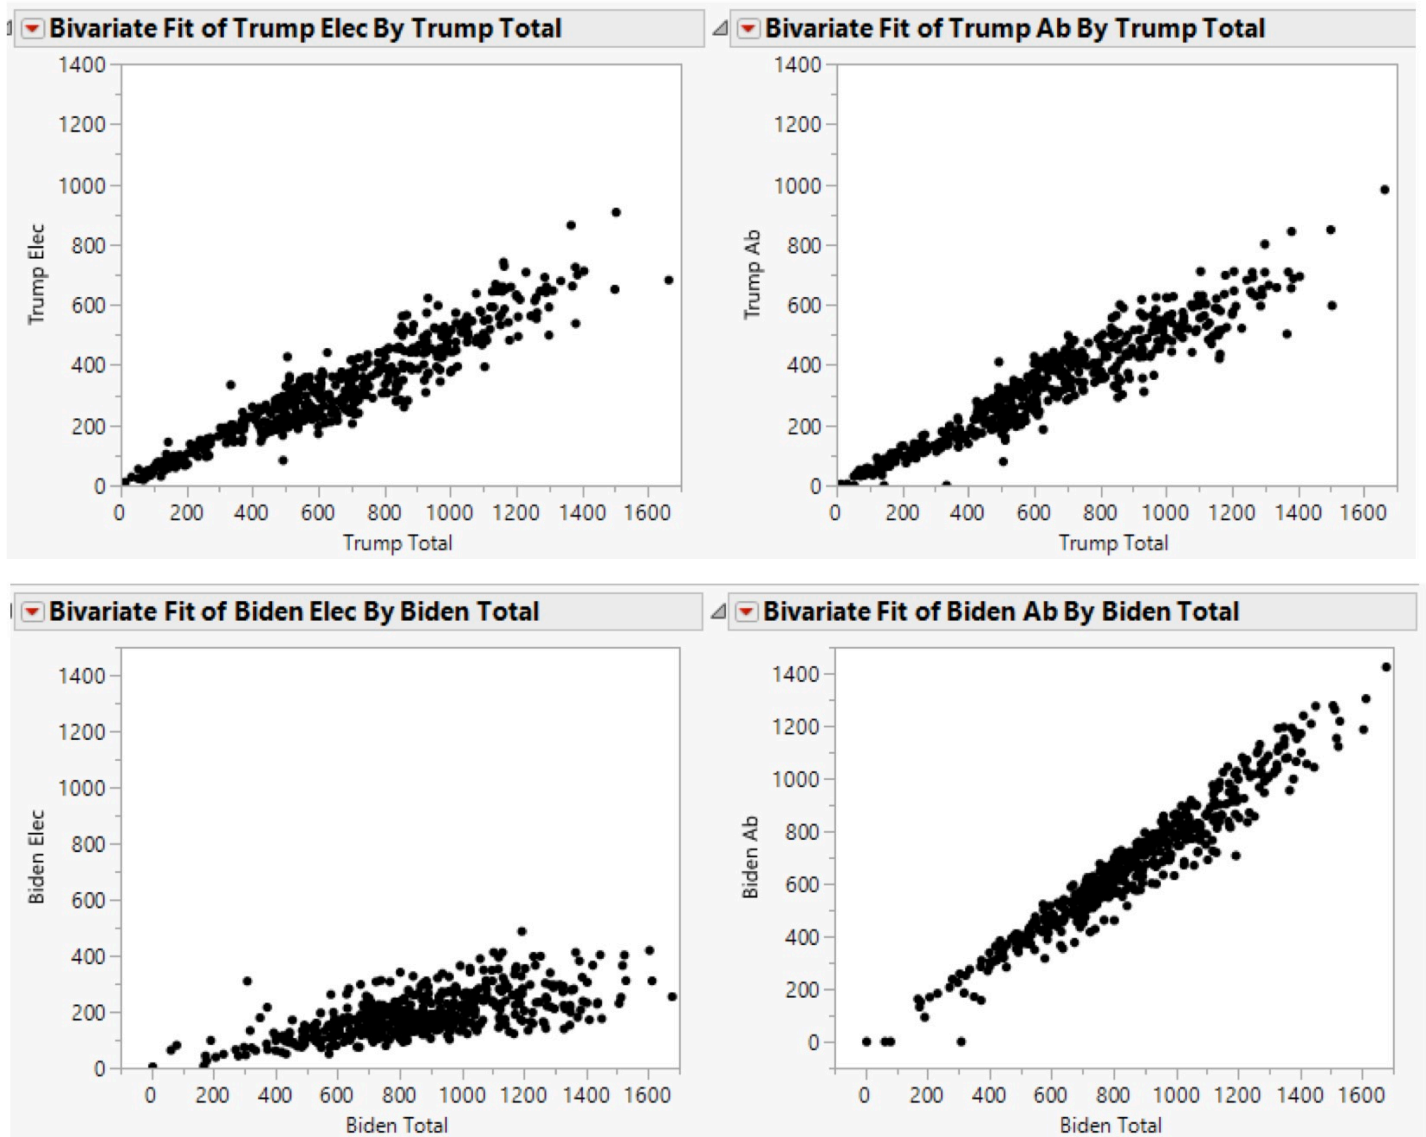 Bivariate Fit of Trump Elec By Trump Total
1400
1200
1000
800
600
400
200
0
Trump Elec
0 200 400 600 800 1000 1200 1400 1600
Trump Total
Bivariate Fit of Trump Ab By Trump Total
1400
1200
1000
800
600
400
200
0
Trump Ab
0 200 400 600 800 1000 1200 1400 1600
Trump Total
Bivariate Fit of Biden Elec By Biden Total
1400
1200
1000
800
600
400
200
0
Biden Elec
0 200 400 600 800 1000 1200 1400 1600
Biden Total
Bivariate Fit of Biden Ab By Biden Total
1400
1200
1000
800
600
400
200
0
Biden Ab
0 200 400 600 800 1000 1200 1400 1600
Biden Total